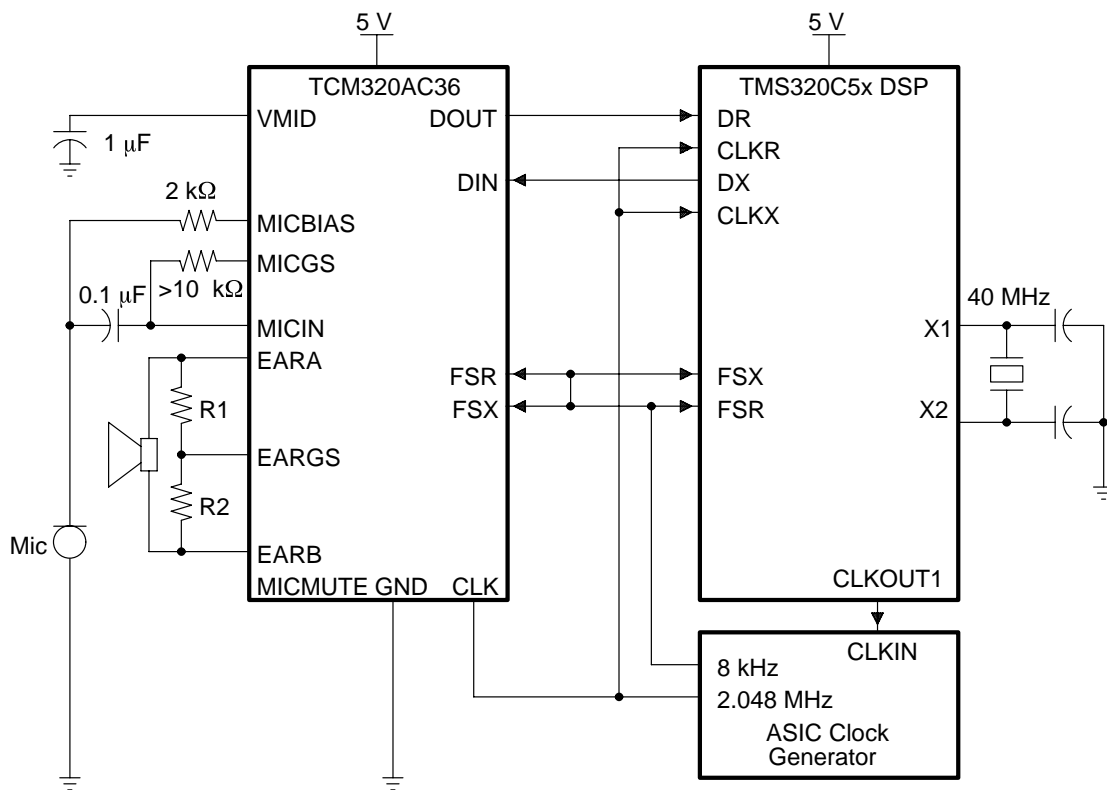 5 V
5 V
TCM320AC36
TMS320C5x DSP
VMID
DOUT
DR
1 μF
CLKR
DIN
DX
2 kΩ
CLKX
MICBIAS
MICGS
0.1 μF
>10 kΩ
40 MHz
MICIN
X1
EARA
FSR
FSX
R1
FSX
FSR
X2
EARGS
R2
Mic
EARB
MICMUTE GND CLK
CLKOUT1
CLKIN
8 kHz
2.048 MHz
ASIC Clock
Generator